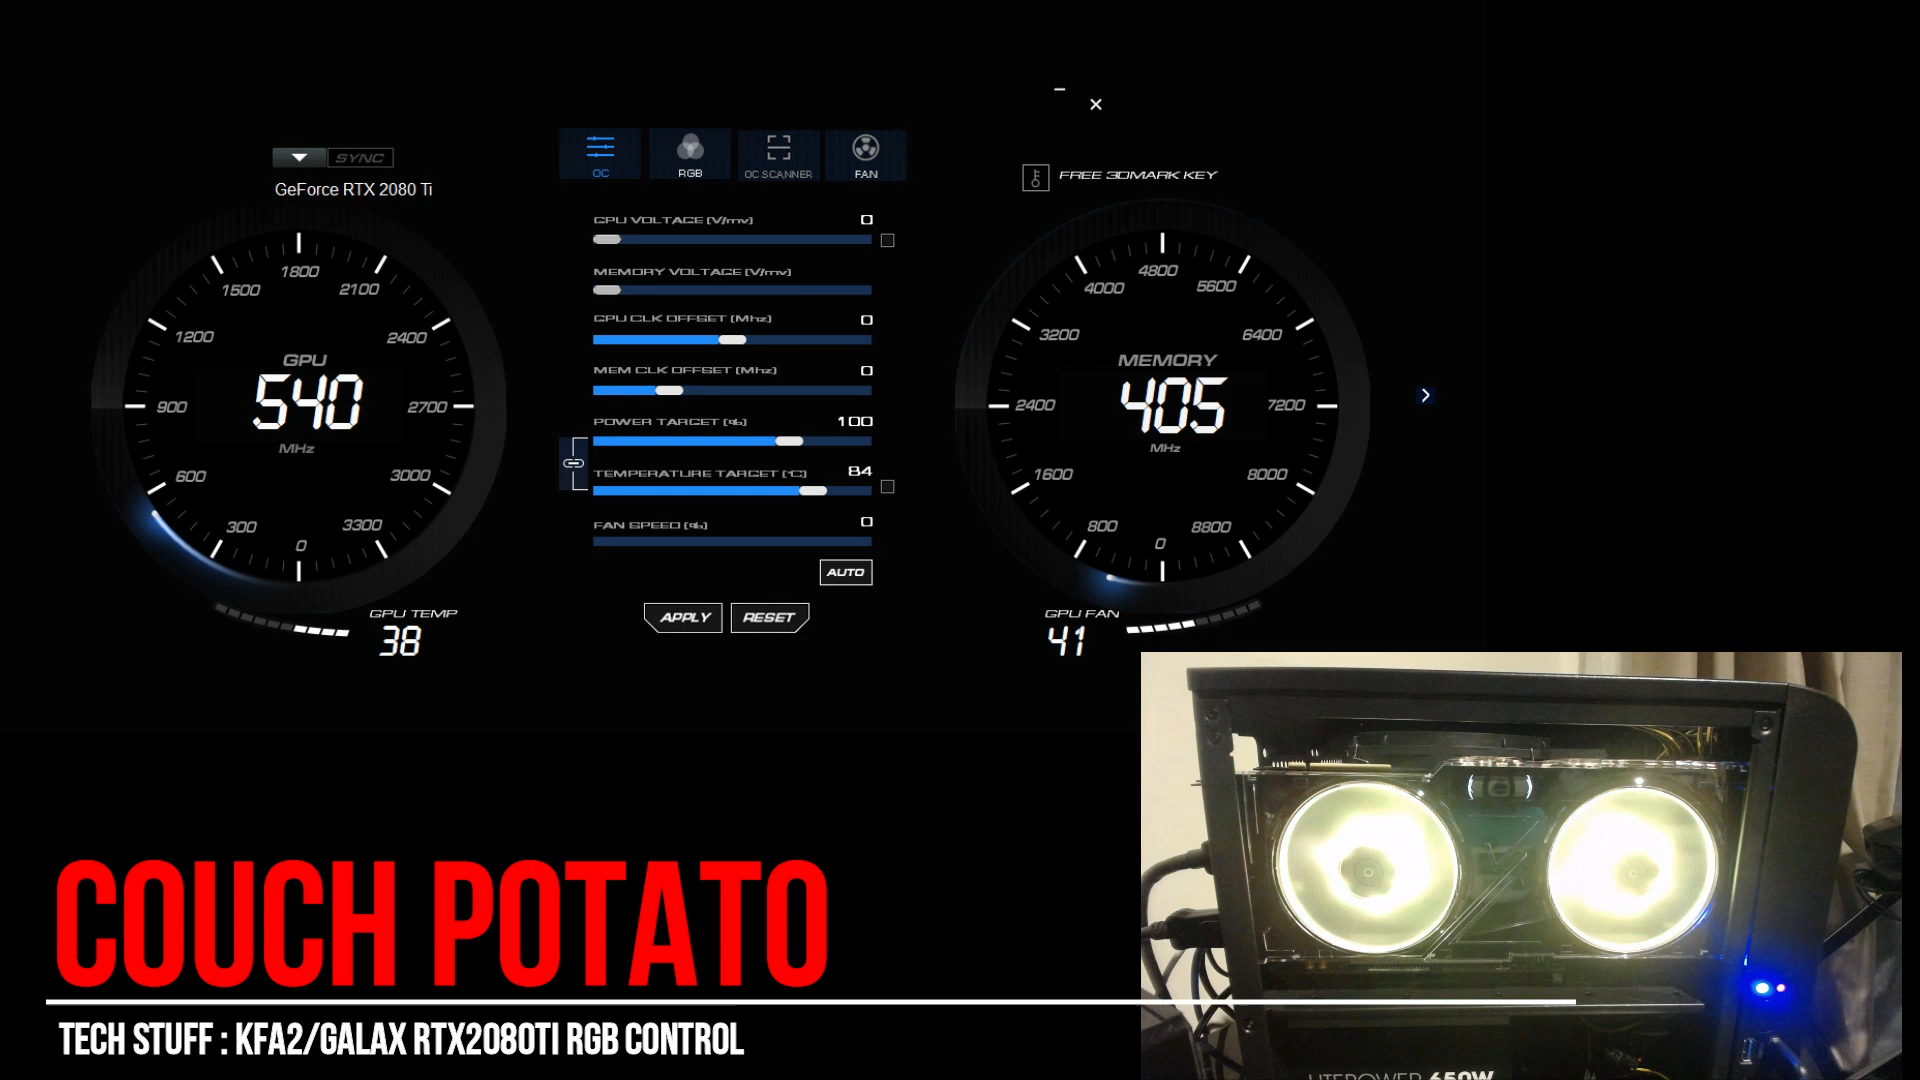 SYNC
GeForce RTX 2080 Ti
0
300
600
900
1200
1500
1800
2100
2400
2700
3000
3300
GPU
540
MHz
GPU TEMP
38
OC
RGB
OC SCANNER
FAN
GPU VOLTAGE (V/mv) 0
MEMORY VOLTAGE (V/mv)
GPU CLK OFFSET (Mhz) 0
MEM CLK OFFSET (Mhz) 0
POWER TARGET (%) 100
TEMPERATURE TARGET (°C) 84
FAN SPEED (%) 0
AUTO
APPLY
RESET
FREE 3DMARK KEY
0
800
1600
2400
3200
4000
4800
5600
6400
7200
8000
8800
MEMORY
405
MHz
GPU FAN
41
COUCH POTATO
TECH STUFF : KFA2/GALAX RTX2080TI RGB CONTROL
LITEPOWER 650W